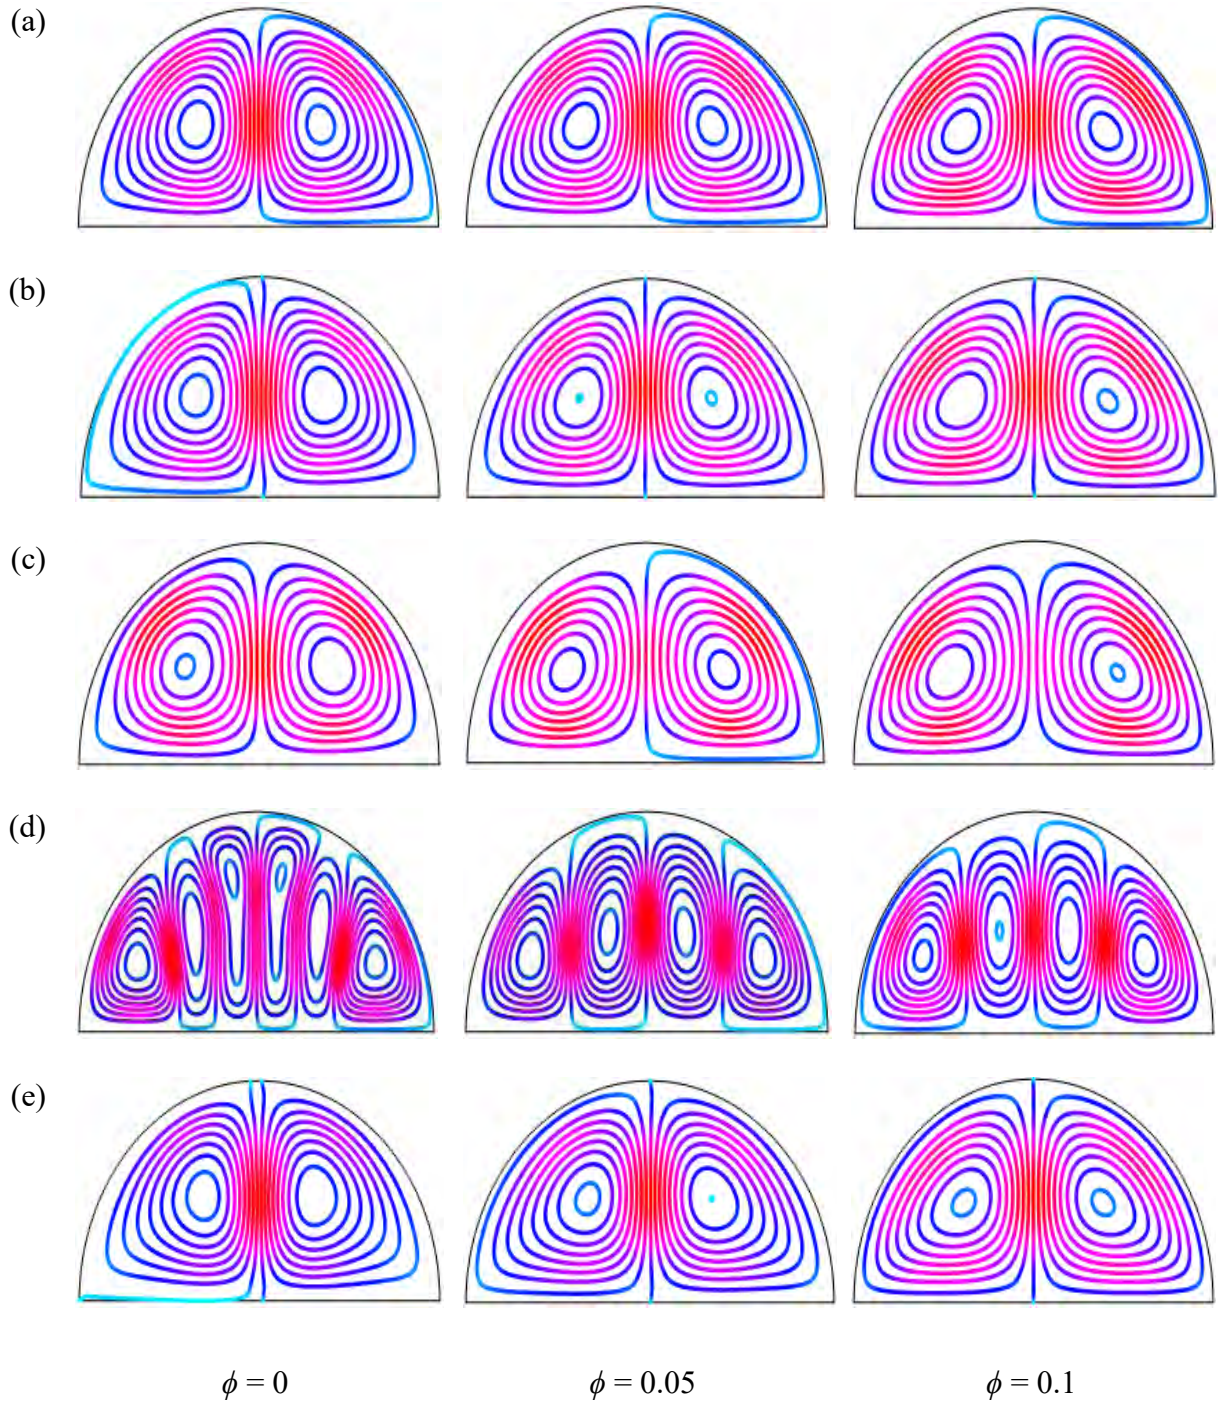 (a)
(b)
(c)
(d)
(e)
ϕ = 0 ϕ = 0.05 ϕ = 0.1